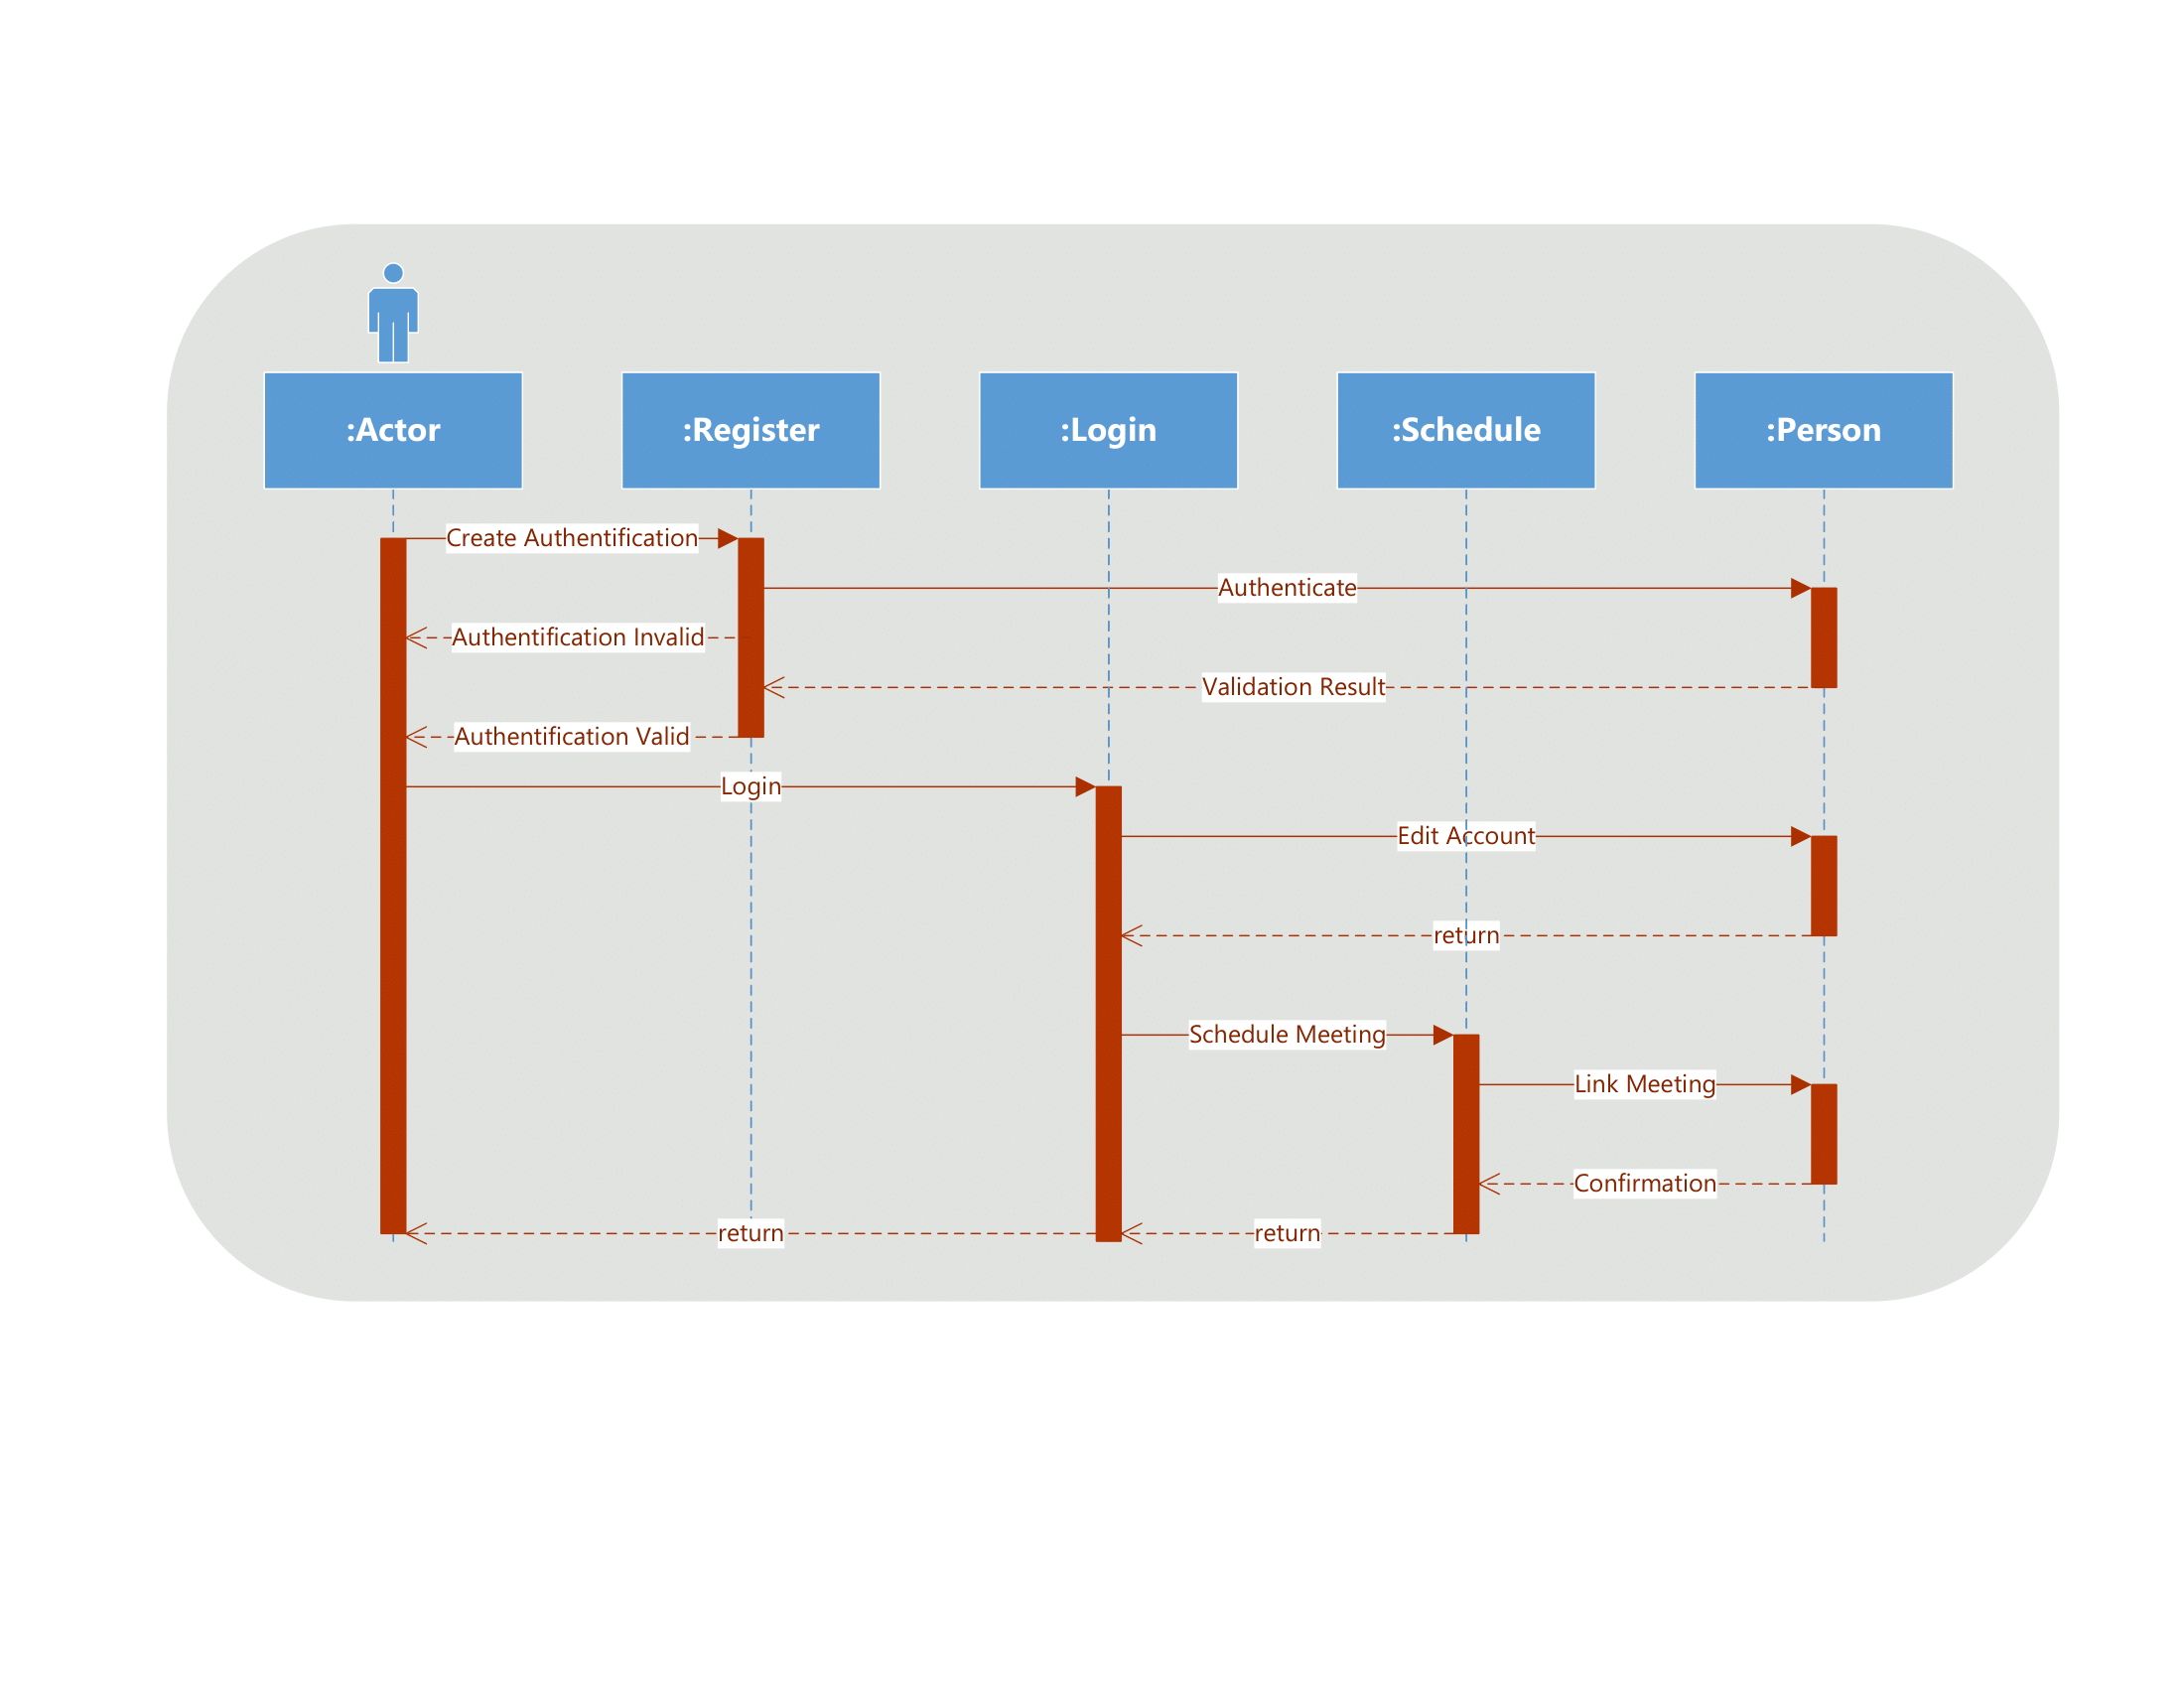 :Actor
:Register
:Login
:Schedule
:Person
Create Authentification
Authenticate
Authentification Invalid
Validation Result
Authentification Valid
Login
Edit Account
return
Schedule Meeting
Link Meeting
Confirmation
return
return